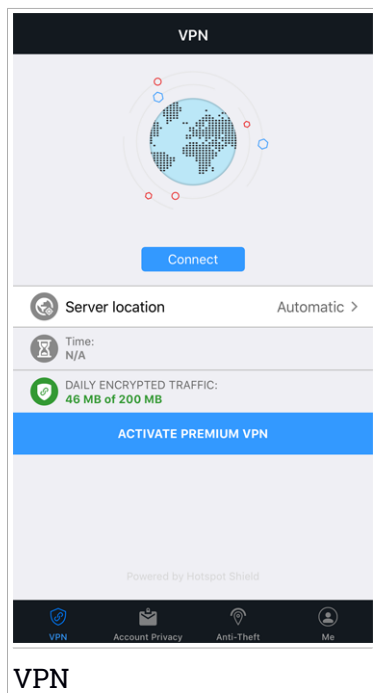 VPN
Connect
Server location Automatic >
Time:
N/A
DAILY ENCRYPTED TRAFFIC:
46 MB of 200 MB
ACTIVATE PREMIUM VPN
Powered by Hotspot Shield
VPN Account Privacy Anti-Theft Me
VPN